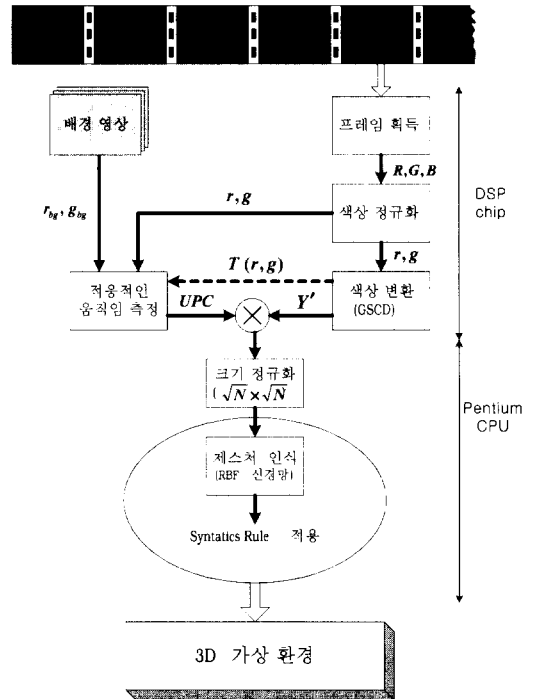 배경 영상
프레임 획득
R,G,B
DSP
chip
r_bg, g_bg
r,g
색상 정규화
r,g
T (r,g)
적응적인
움직임 측정
UPC
Y'
색상 변환
(GSCD)
크기 정규화
( √N × √N
Pentium
CPU
제스처 인식
(RBF 신경망)
Syntatics Rule 적용
3D 가상 환경